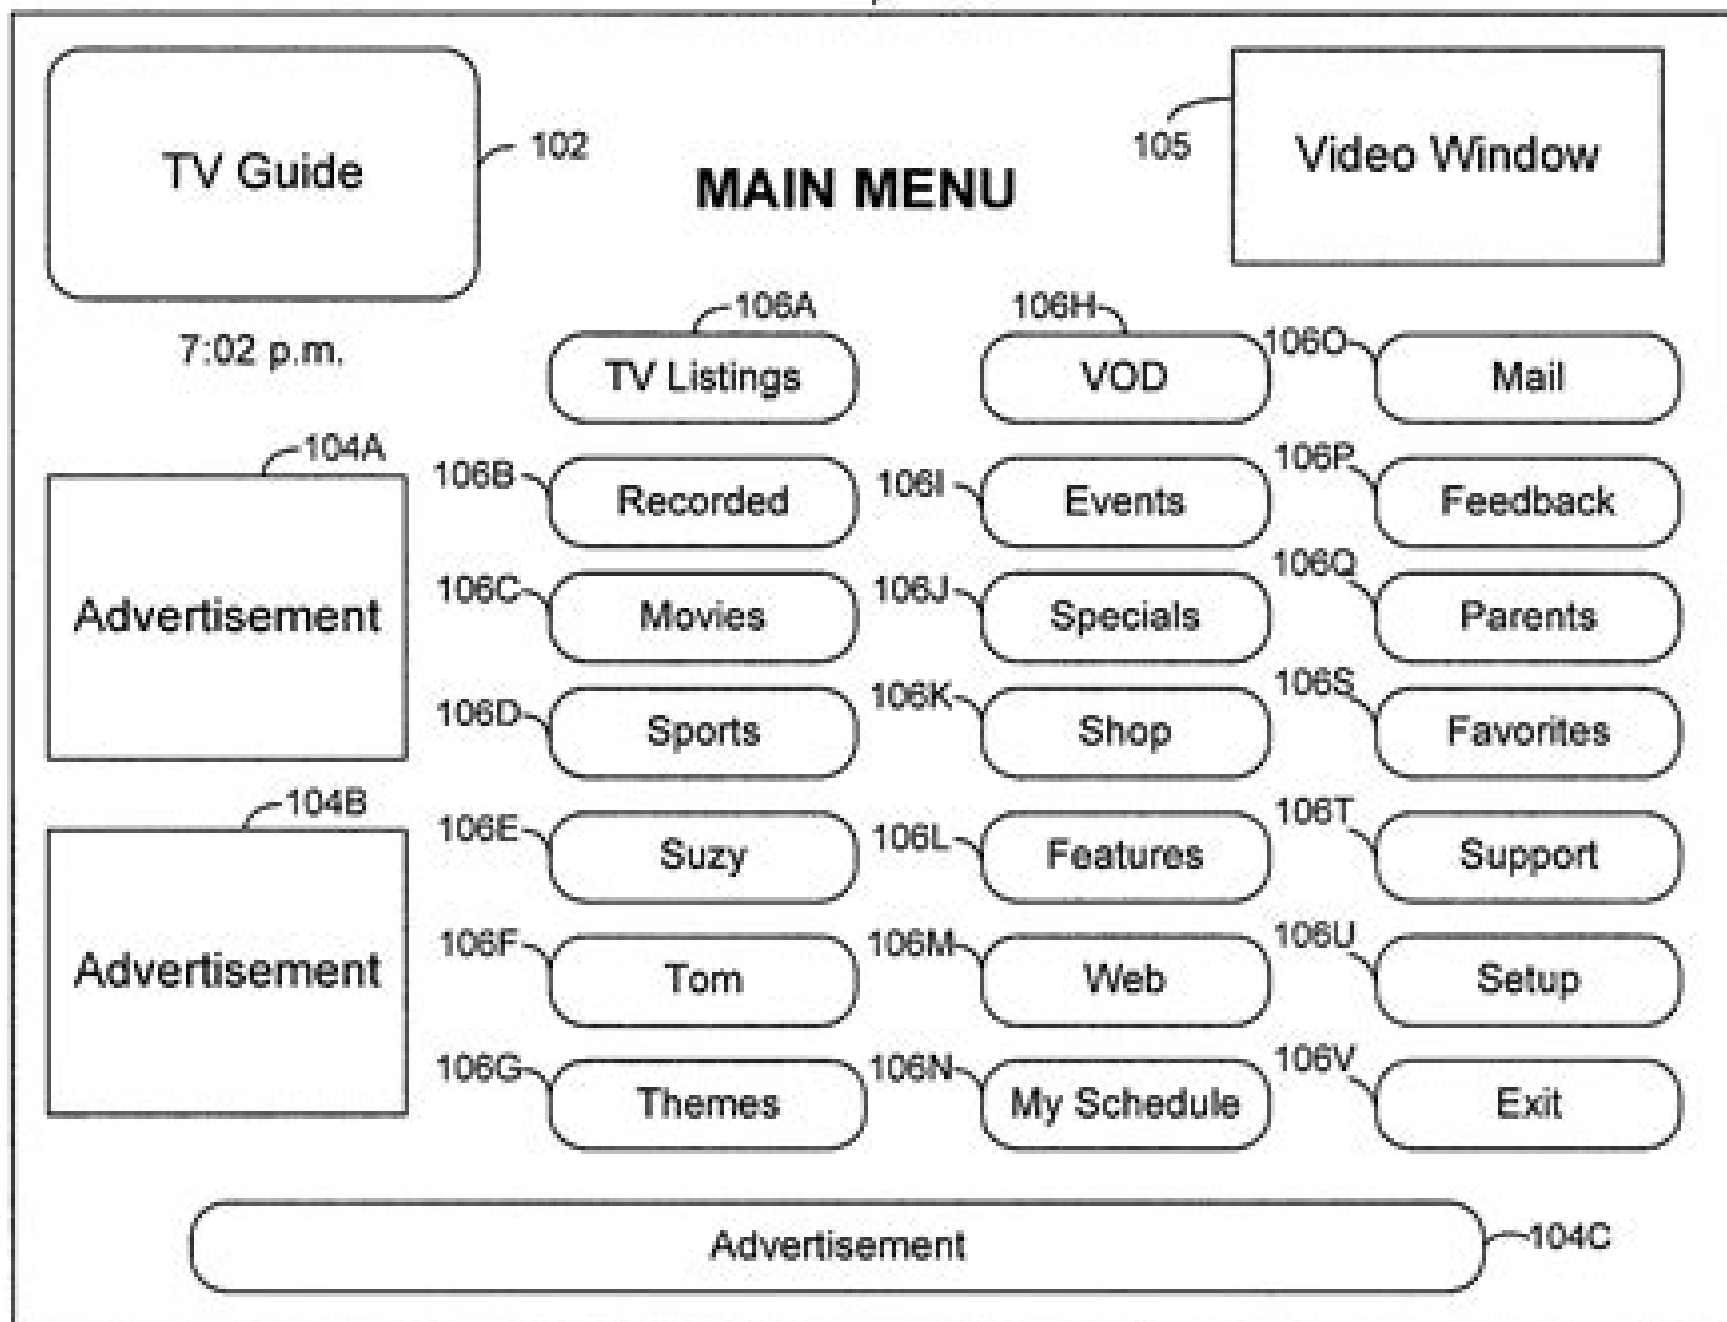 TV Guide
102
MAIN MENU
105
Video Window
7:02 p.m.
106A
TV Listings
106H
VOD
106O
Mail
104A
Advertisement
106B
Recorded
106I
Events
106P
Feedback
106C
Movies
106J
Specials
106Q
Parents
106D
Sports
106K
Shop
106S
Favorites
104B
Advertisement
106E
Suzy
106L
Features
106T
Support
106F
Tom
106M
Web
106U
Setup
106G
Themes
106N
My Schedule
106V
Exit
Advertisement
104C